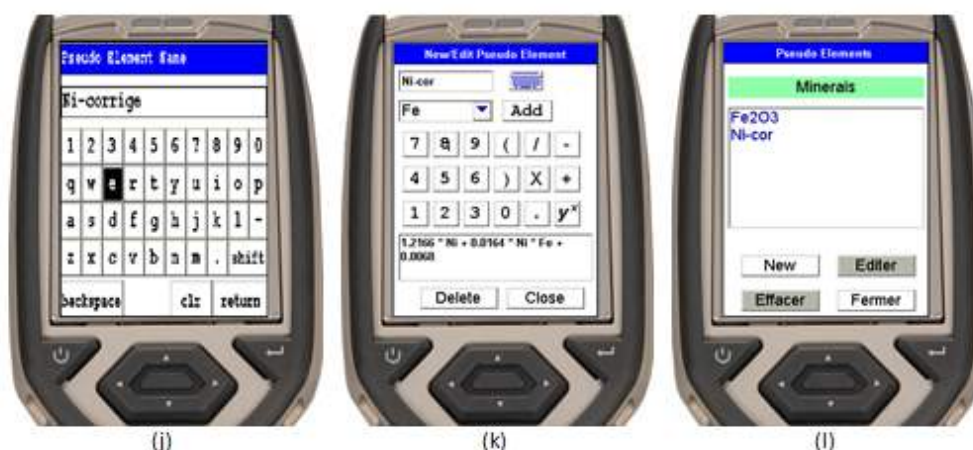 Pseudo Element Name
Ni-corrige
1 2 3 4 5 6 7 8 9 0
q w e r t y u i o p
a s d f g h j k l -
z x c v b n m . shift
backspace clr return
(j)
New/Edit Pseudo Element
Ni-cor
Fe Add
7 8 9 ( / -
4 5 6 ) X +
1 2 3 0 . yˣ
1.2166 * Ni + 0.0164 * Ni * Fe +
0.0068
Delete Close
(k)
Pseudo Elements
Minerals
Fe2O3
Ni-cor
New Editer
Effacer Fermer
(l)